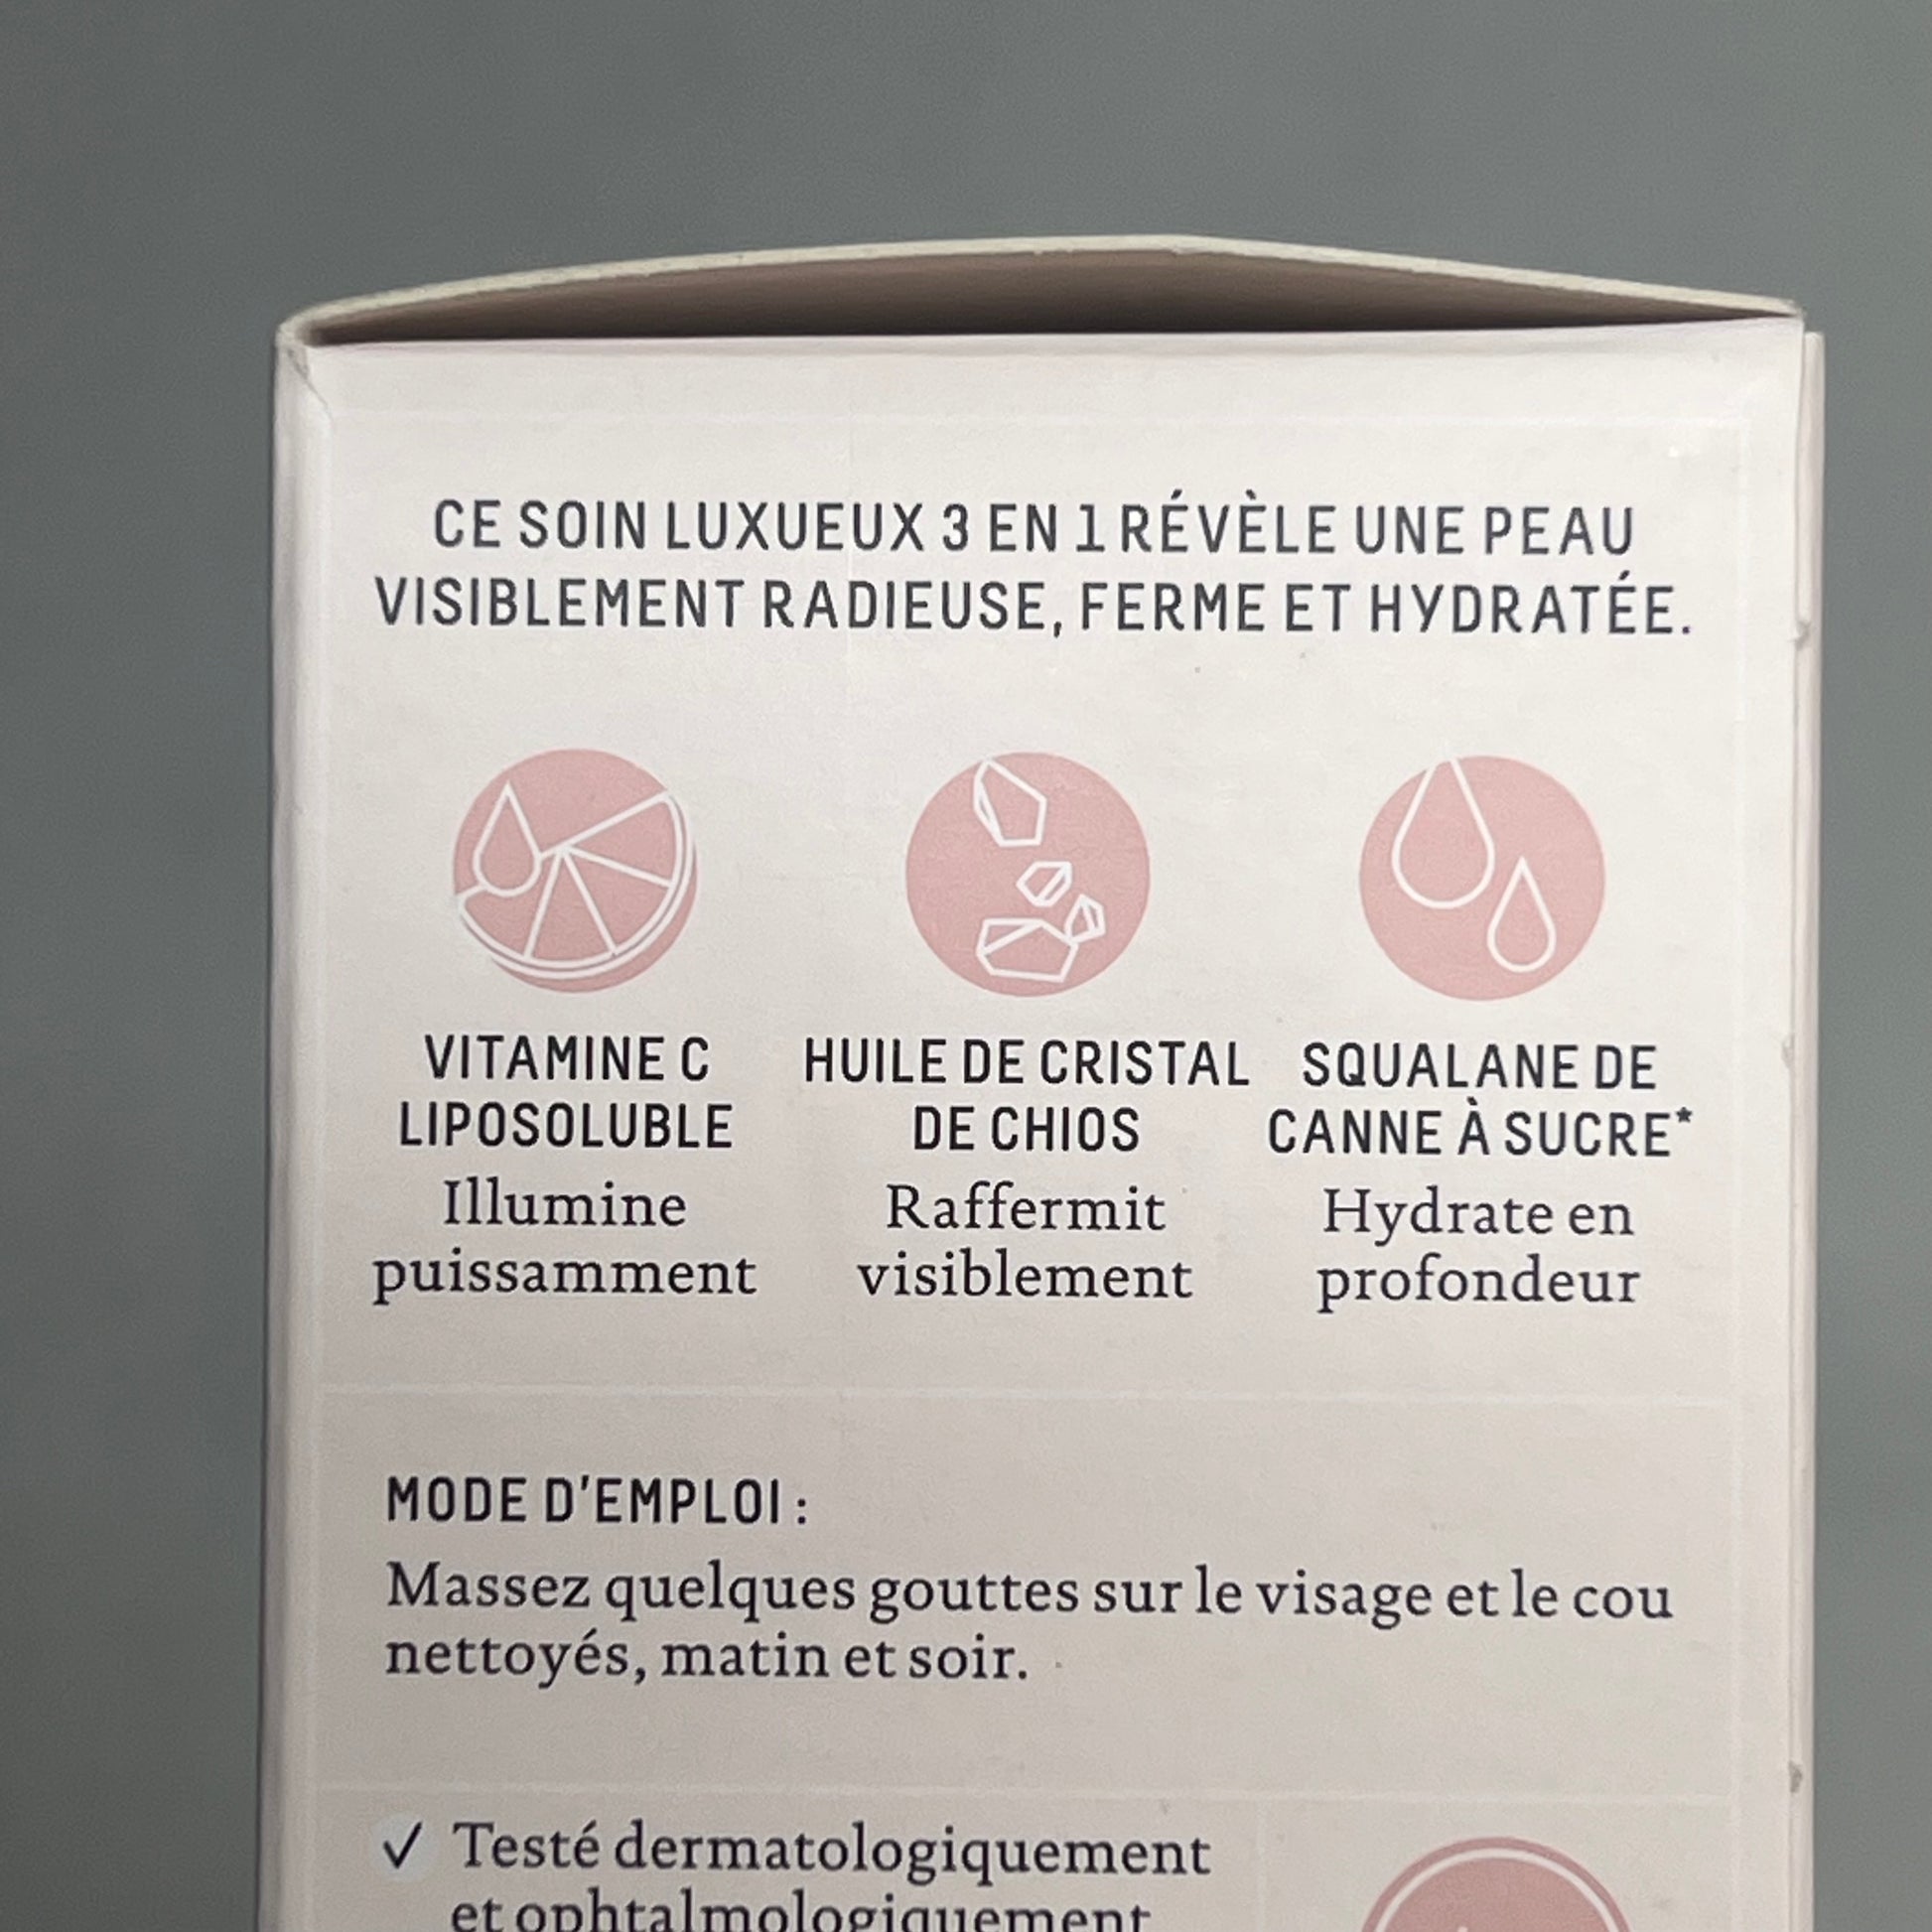 CE SOIN LUXUEUX 3 EN 1 RÉVÈLE UNE PEAU
VISIBLEMENT RADIEUSE, FERME ET HYDRATÉE.
VITAMINE C
LIPOSOLUBLE
Illumine
puissamment
HUILE DE CRISTAL
DE CHIOS
Raffermit
visiblement
SQUALANE DE
CANNE À SUCRE*
Hydrate en
profondeur
MODE D'EMPLOI :
Massez quelques gouttes sur le visage et le cou
nettoyés, matin et soir.
✓ Testé dermatologiquement
et ophtalmologiquement